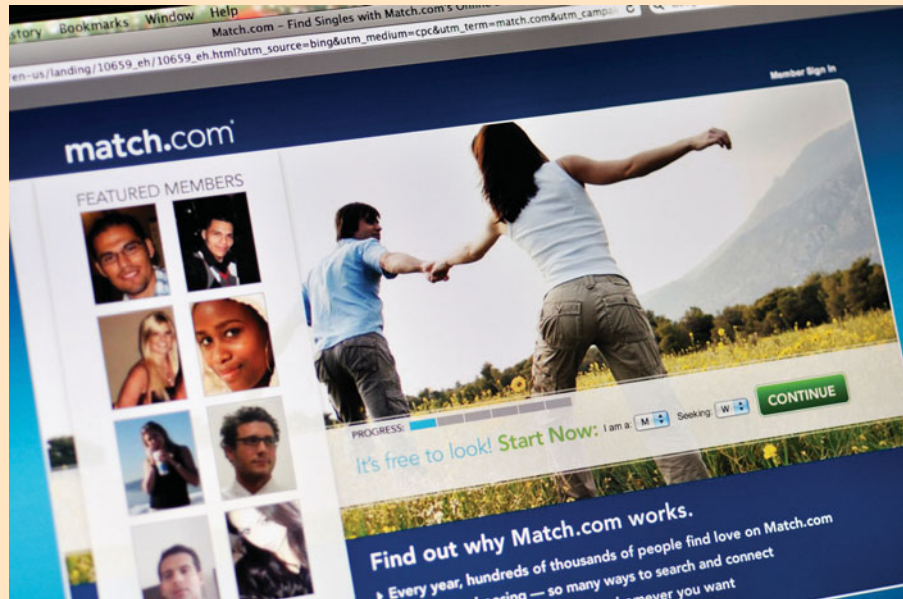 story Bookmarks Window Help
Match.com – Find Singles with Match.com's Online
en-us/landing/10659_eh/10659_eh.html?utm_source=bing&utm_medium=cpc&utm_term=match.com&utm_campa
Member Sign In
match.com
FEATURED MEMBERS
PROGRESS:
It's free to look! Start Now: I am a: M Seeking: W CONTINUE
Find out why Match.com works.
Every year, hundreds of thousands of people find love on Match.com
— so many ways to search and connect
you want